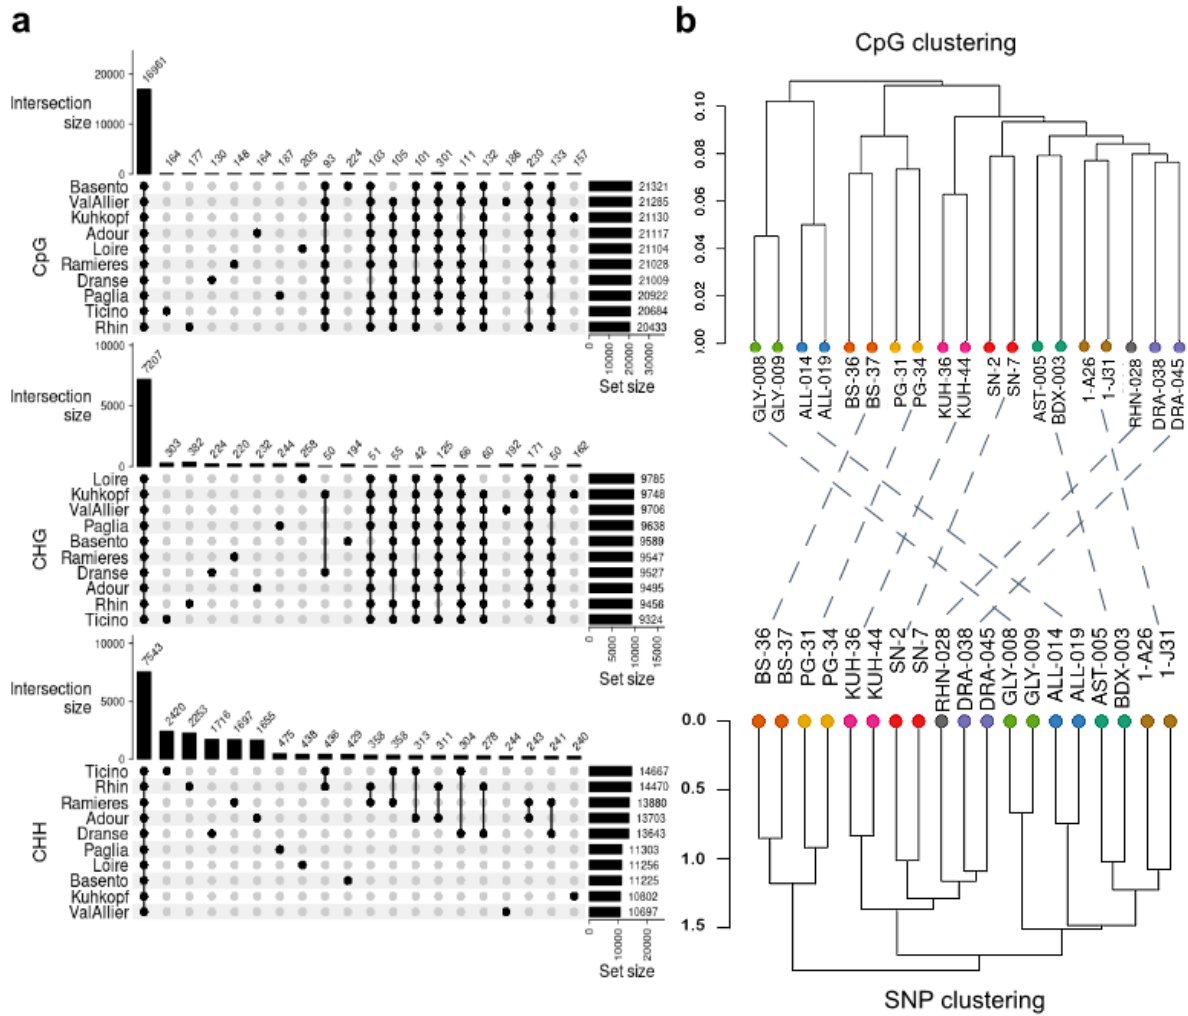 a
Intersection
size
20000
10000
0
16961
164
177
130
148
164
187
205
93
224
103
105
101
301
111
132
186
230
133
157
CpG
Basento
21321
ValAllier
21285
Kuhkopf
21130
Adour
21117
Loire
21104
Ramieres
21028
Dranse
21009
Paglia
20922
Ticino
20684
Rhin
20433
0
10000
20000
30000
Set size
Intersection
size
10000
5000
0
7207
303
382
224
220
232
244
258
50
194
51
55
42
125
66
60
192
171
50
162
CHG
Loire
9785
Kuhkopf
9748
ValAllier
9706
Paglia
9638
Basento
9589
Ramieres
9547
Dranse
9527
Adour
9495
Rhin
9456
Ticino
9324
0
5000
10000
15000
Set size
Intersection
size
10000
5000
0
7543
2420
2253
1716
1697
1655
475
438
436
429
358
358
313
311
304
278
244
243
241
240
CHH
Ticino
14667
Rhin
14470
Ramieres
13880
Adour
13703
Dranse
13643
Paglia
11303
Loire
11256
Basento
11225
Kuhkopf
10802
ValAllier
10697
0
10000
20000
Set size
b
CpG clustering
0.10
0.08
0.06
0.04
0.02
.00
GLY-008
GLY-009
ALL-014
ALL-019
BS-36
BS-37
PG-31
PG-34
KUH-36
KUH-44
SN-2
SN-7
AST-005
BDX-003
1-A26
1-J31
RHN-028
DRA-038
DRA-045
BS-36
BS-37
PG-31
PG-34
KUH-36
KUH-44
SN-2
SN-7
RHN-028
DRA-038
DRA-045
GLY-008
GLY-009
ALL-014
ALL-019
AST-005
BDX-003
1-A26
1-J31
0.0
0.5
1.0
1.5
SNP clustering